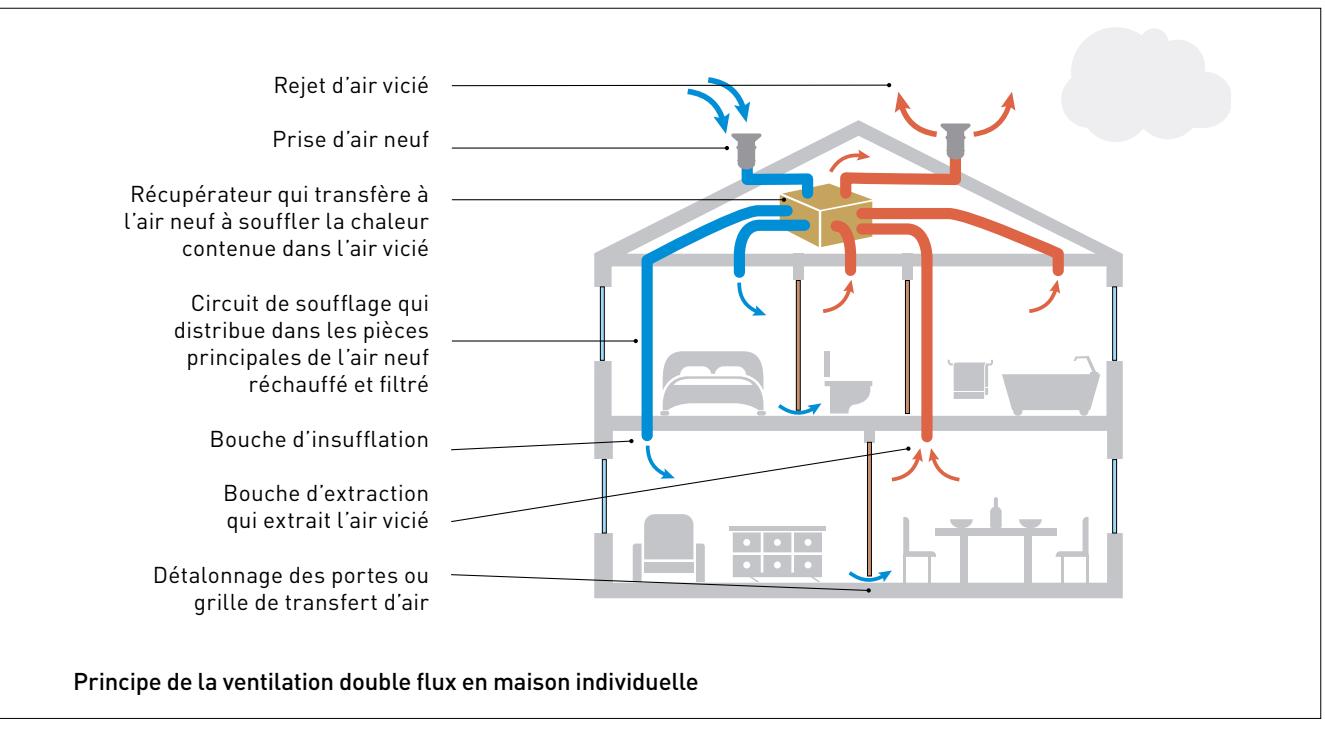 Rejet d’air vicié
Prise d’air neuf
Récupérateur qui transfère à
l’air neuf à souffler la chaleur
contenue dans l’air vicié
Circuit de soufflage qui
distribue dans les pièces
principales de l’air neuf
réchauffé et filtré
Bouche d’insufflation
Bouche d’extraction
qui extrait l’air vicié
Détalonnage des portes ou
grille de transfert d’air
Principe de la ventilation double flux en maison individuelle